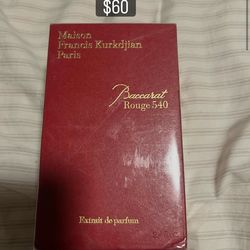 $60
Maison
Francis Kurkdjian
Paris
Baccarat
Rouge 540
Extrait de parfum